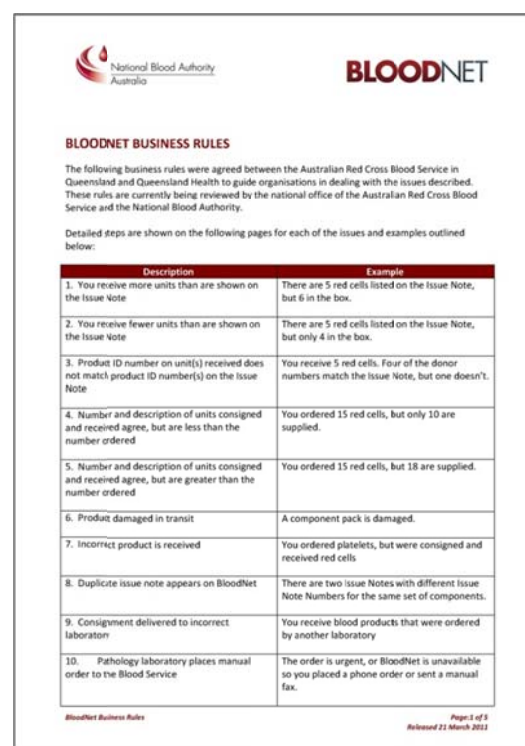 National Blood Authority
Australia
BLOODNET
BLOODNET BUSINESS RULES
The following business rules were agreed between the Australian Red Cross Blood Service in
Queensland and Queensland Health to guide organisations in dealing with the issues described.
These rules are currently being reviewed by the national office of the Australian Red Cross Blood
Service and the National Blood Authority.
Detailed steps are shown on the following pages for each of the issues and examples outlined
below:
Description
Example
1. You receive more units than are shown on
the Issue Note
There are 5 red cells listed on the Issue Note,
but 6 in the box.
2. You receive fewer units than are shown on
the Issue Note
There are 5 red cells listed on the Issue Note,
but only 4 in the box.
3. Product ID number on unit(s) received does
not match product ID number(s) on the Issue
Note
You receive 5 red cells. Four of the donor
numbers match the Issue Note, but one doesn't.
4. Number and description of units consigned
and received agree, but are less than the
number ordered
You ordered 15 red cells, but only 10 are
supplied.
5. Number and description of units consigned
and received agree, but are greater than the
number ordered
You ordered 15 red cells, but 18 are supplied.
6. Product damaged in transit
A component pack is damaged.
7. Incorrect product is received
You ordered platelets, but were consigned and
received red cells
8. Duplicate issue note appears on BloodNet
There are two Issue Notes with different Issue
Note Numbers for the same set of components.
9. Consignment delivered to incorrect
laboratory
You receive blood products that were ordered
by another laboratory
10. Pathology laboratory places manual
order to the Blood Service
The order is urgent, or BloodNet is unavailable
so you placed a phone order or sent a manual
fax.
BloodNet Business Rules
Page 1 of 5
Released 21 March 2011